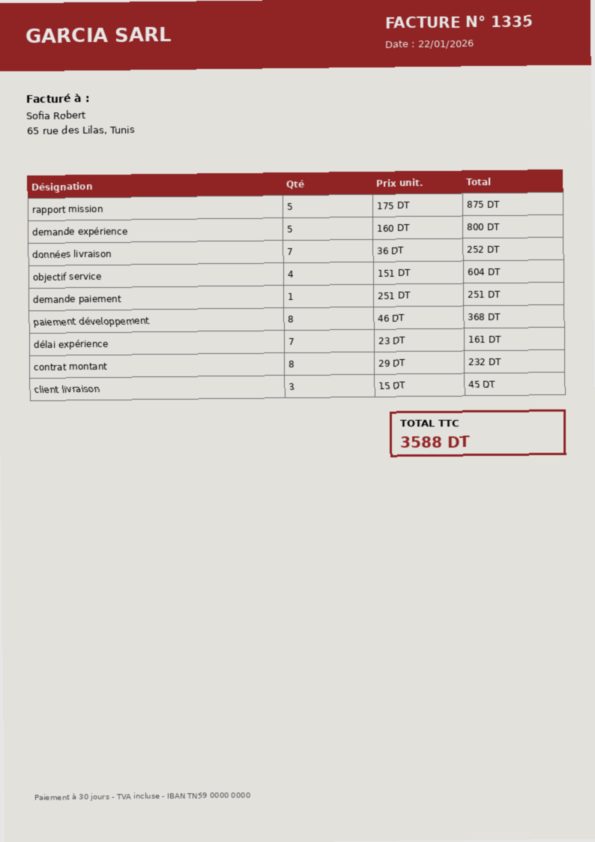 GARCIA SARL
FACTURE N° 1335
Date : 22/01/2026
Facturé à :
Sofia Robert
65 rue des Lilas, Tunis
Désignation Qté Prix unit. Total
rapport mission 5 175 DT 875 DT
demande expérience 5 160 DT 800 DT
données livraison 7 36 DT 252 DT
objectif service 4 151 DT 604 DT
demande paiement 1 251 DT 251 DT
paiement développement 8 46 DT 368 DT
délai expérience 7 23 DT 161 DT
contrat montant 8 29 DT 232 DT
client livraison 3 15 DT 45 DT
TOTAL TTC
3588 DT
Paiement à 30 jours - TVA incluse - IBAN TN59 0000 0000